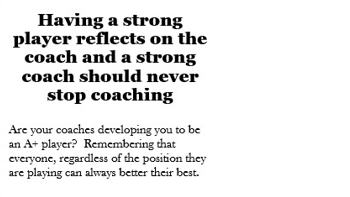 Having a strong
player reflects on the
coach and a strong
coach should never
stop coaching
Are your coaches developing you to be
an A+ player?  Remembering that
everyone, regardless of the position they
are playing can always better their best.